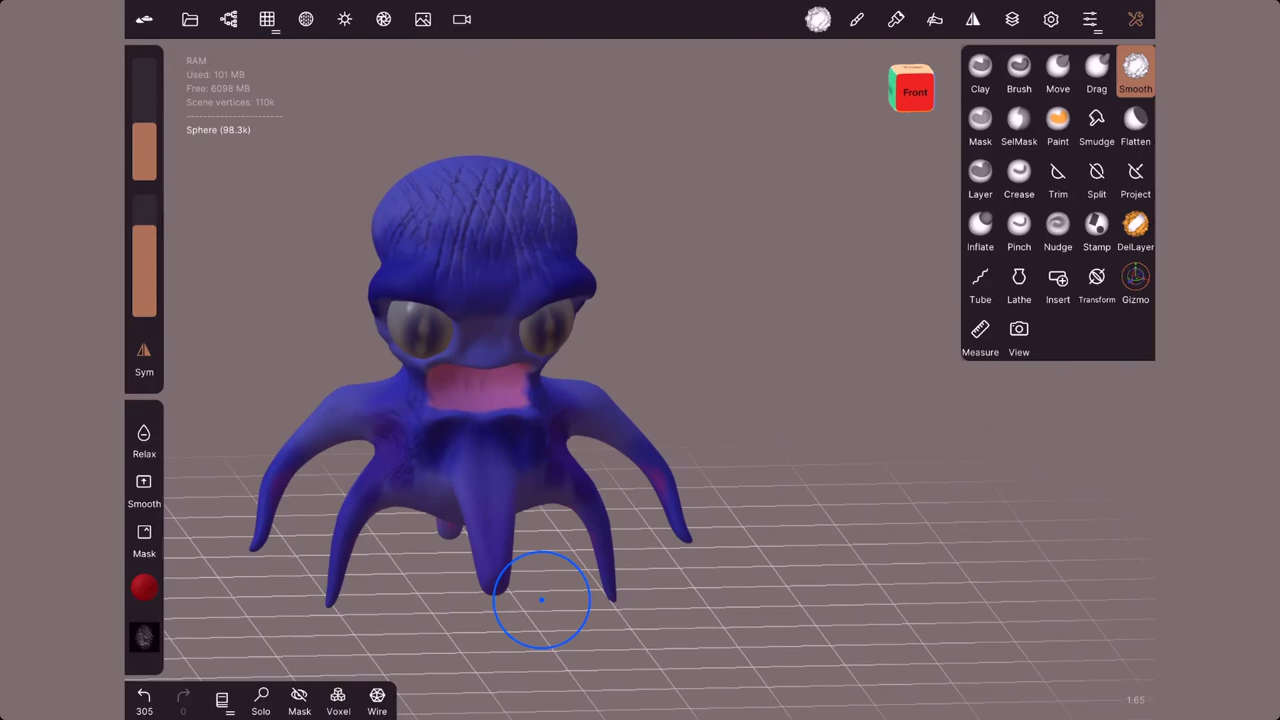 RAM
Used: 101 MB
Free: 6098 MB
Scene vertices: 110k
-----------------------
Sphere (98.3k)
Front
Clay Brush Move Drag Smooth
Mask SelMask Paint Smudge Flatten
Layer Crease Trim Split Project
Inflate Pinch Nudge Stamp DelLayer
Tube Lathe Insert Transform Gizmo
Measure View
Sym
Relax
Smooth
Mask
305 0 Solo Mask Voxel Wire
1.65